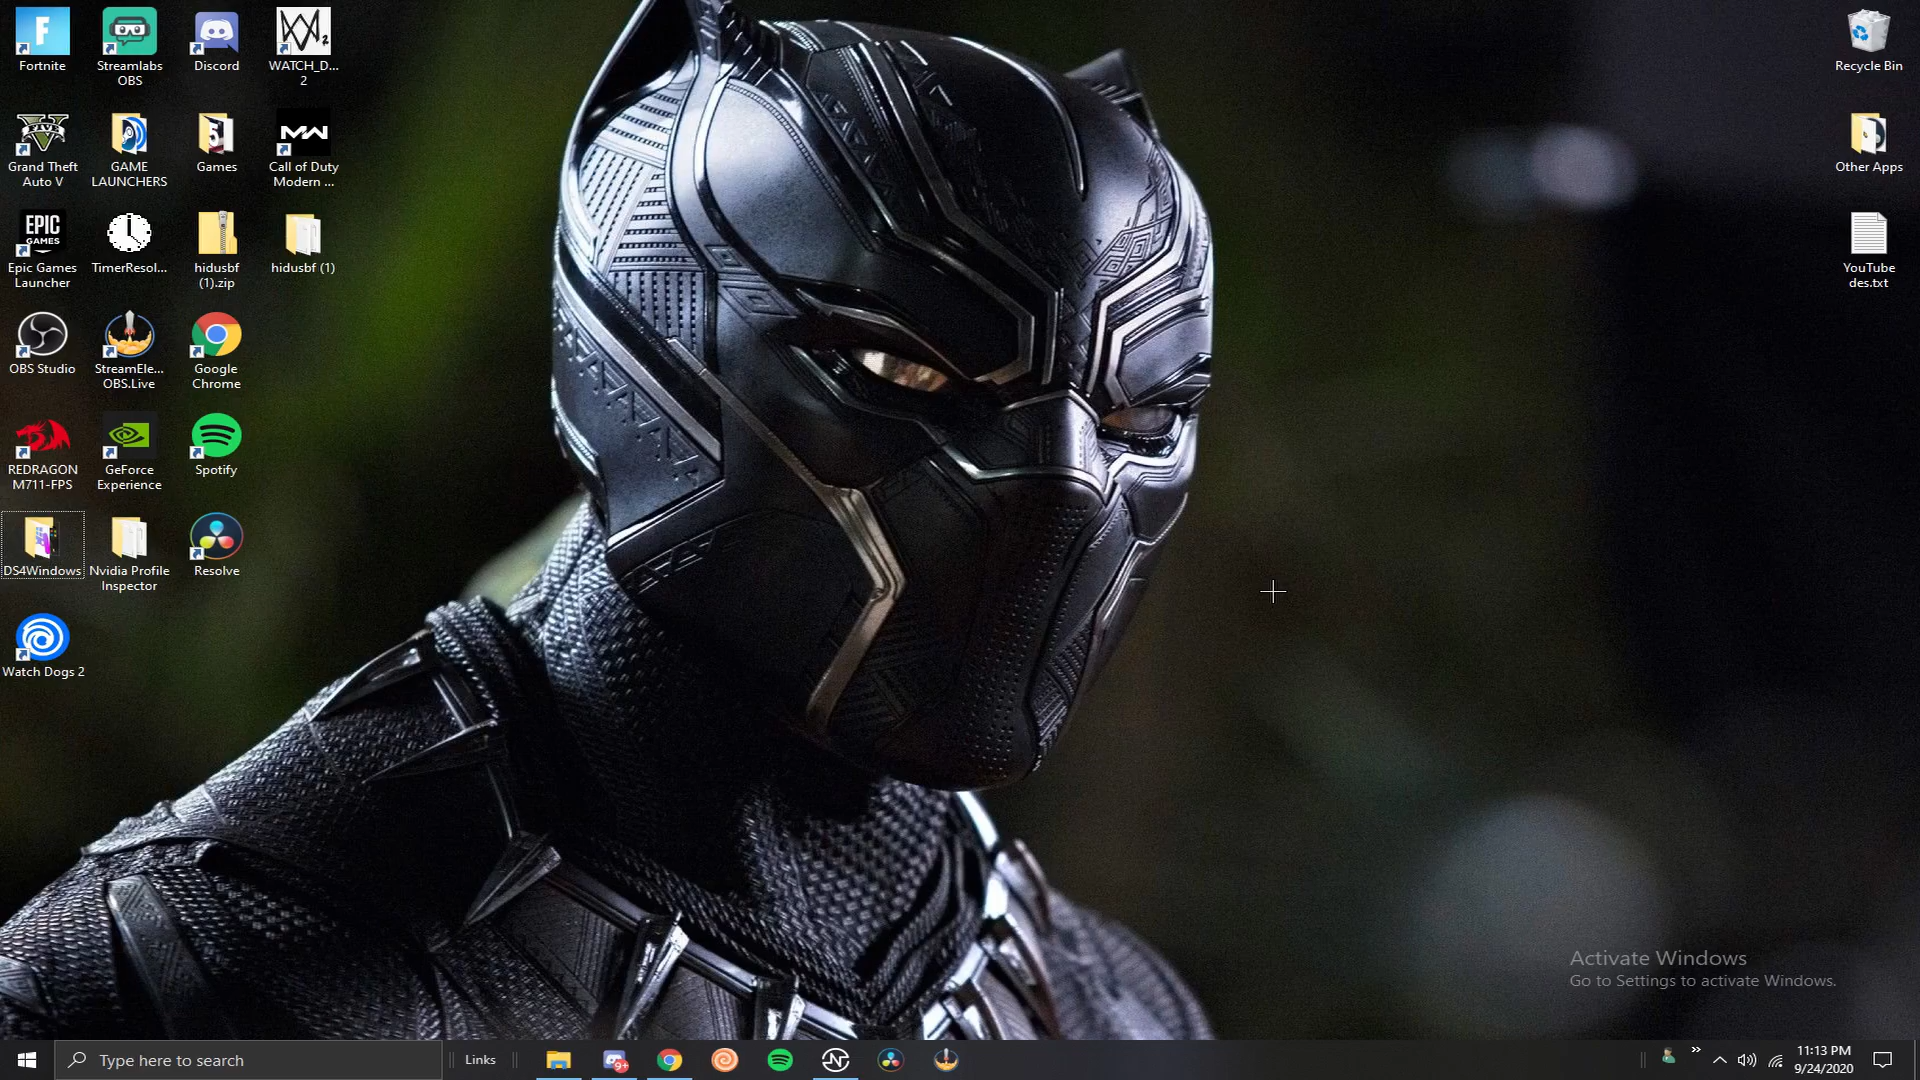 Fortnite
Streamlabs
OBS
Discord
WATCH_D...
2
Recycle Bin
Grand Theft
Auto V
GAME
LAUNCHERS
Games
MW
Call of Duty
Modern ...
Other Apps
EPIC
GAMES
Epic Games
Launcher
TimerResol...
hidusbf
(1).zip
hidusbf (1)
YouTube
des.txt
OBS Studio
StreamEle...
OBS.Live
Google
Chrome
REDRAGON
M711-FPS
GeForce
Experience
Spotify
DS4Windows
Nvidia Profile
Inspector
Resolve
Watch Dogs 2
Activate Windows
Go to Settings to activate Windows.
Type here to search
Links
9+
11:13 PM
9/24/2020